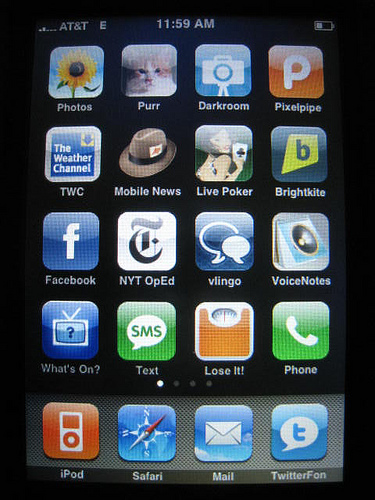 AT&T E 11:59 AM
Photos Purr Darkroom Pixelpipe
The
Weather
Channel
b
TWC Mobile News Live Poker Brightkite
f T
Facebook NYT OpEd vlingo VoiceNotes
? SMS
What's On? Text Lose It! Phone
N
t
iPod Safari Mail TwitterFon